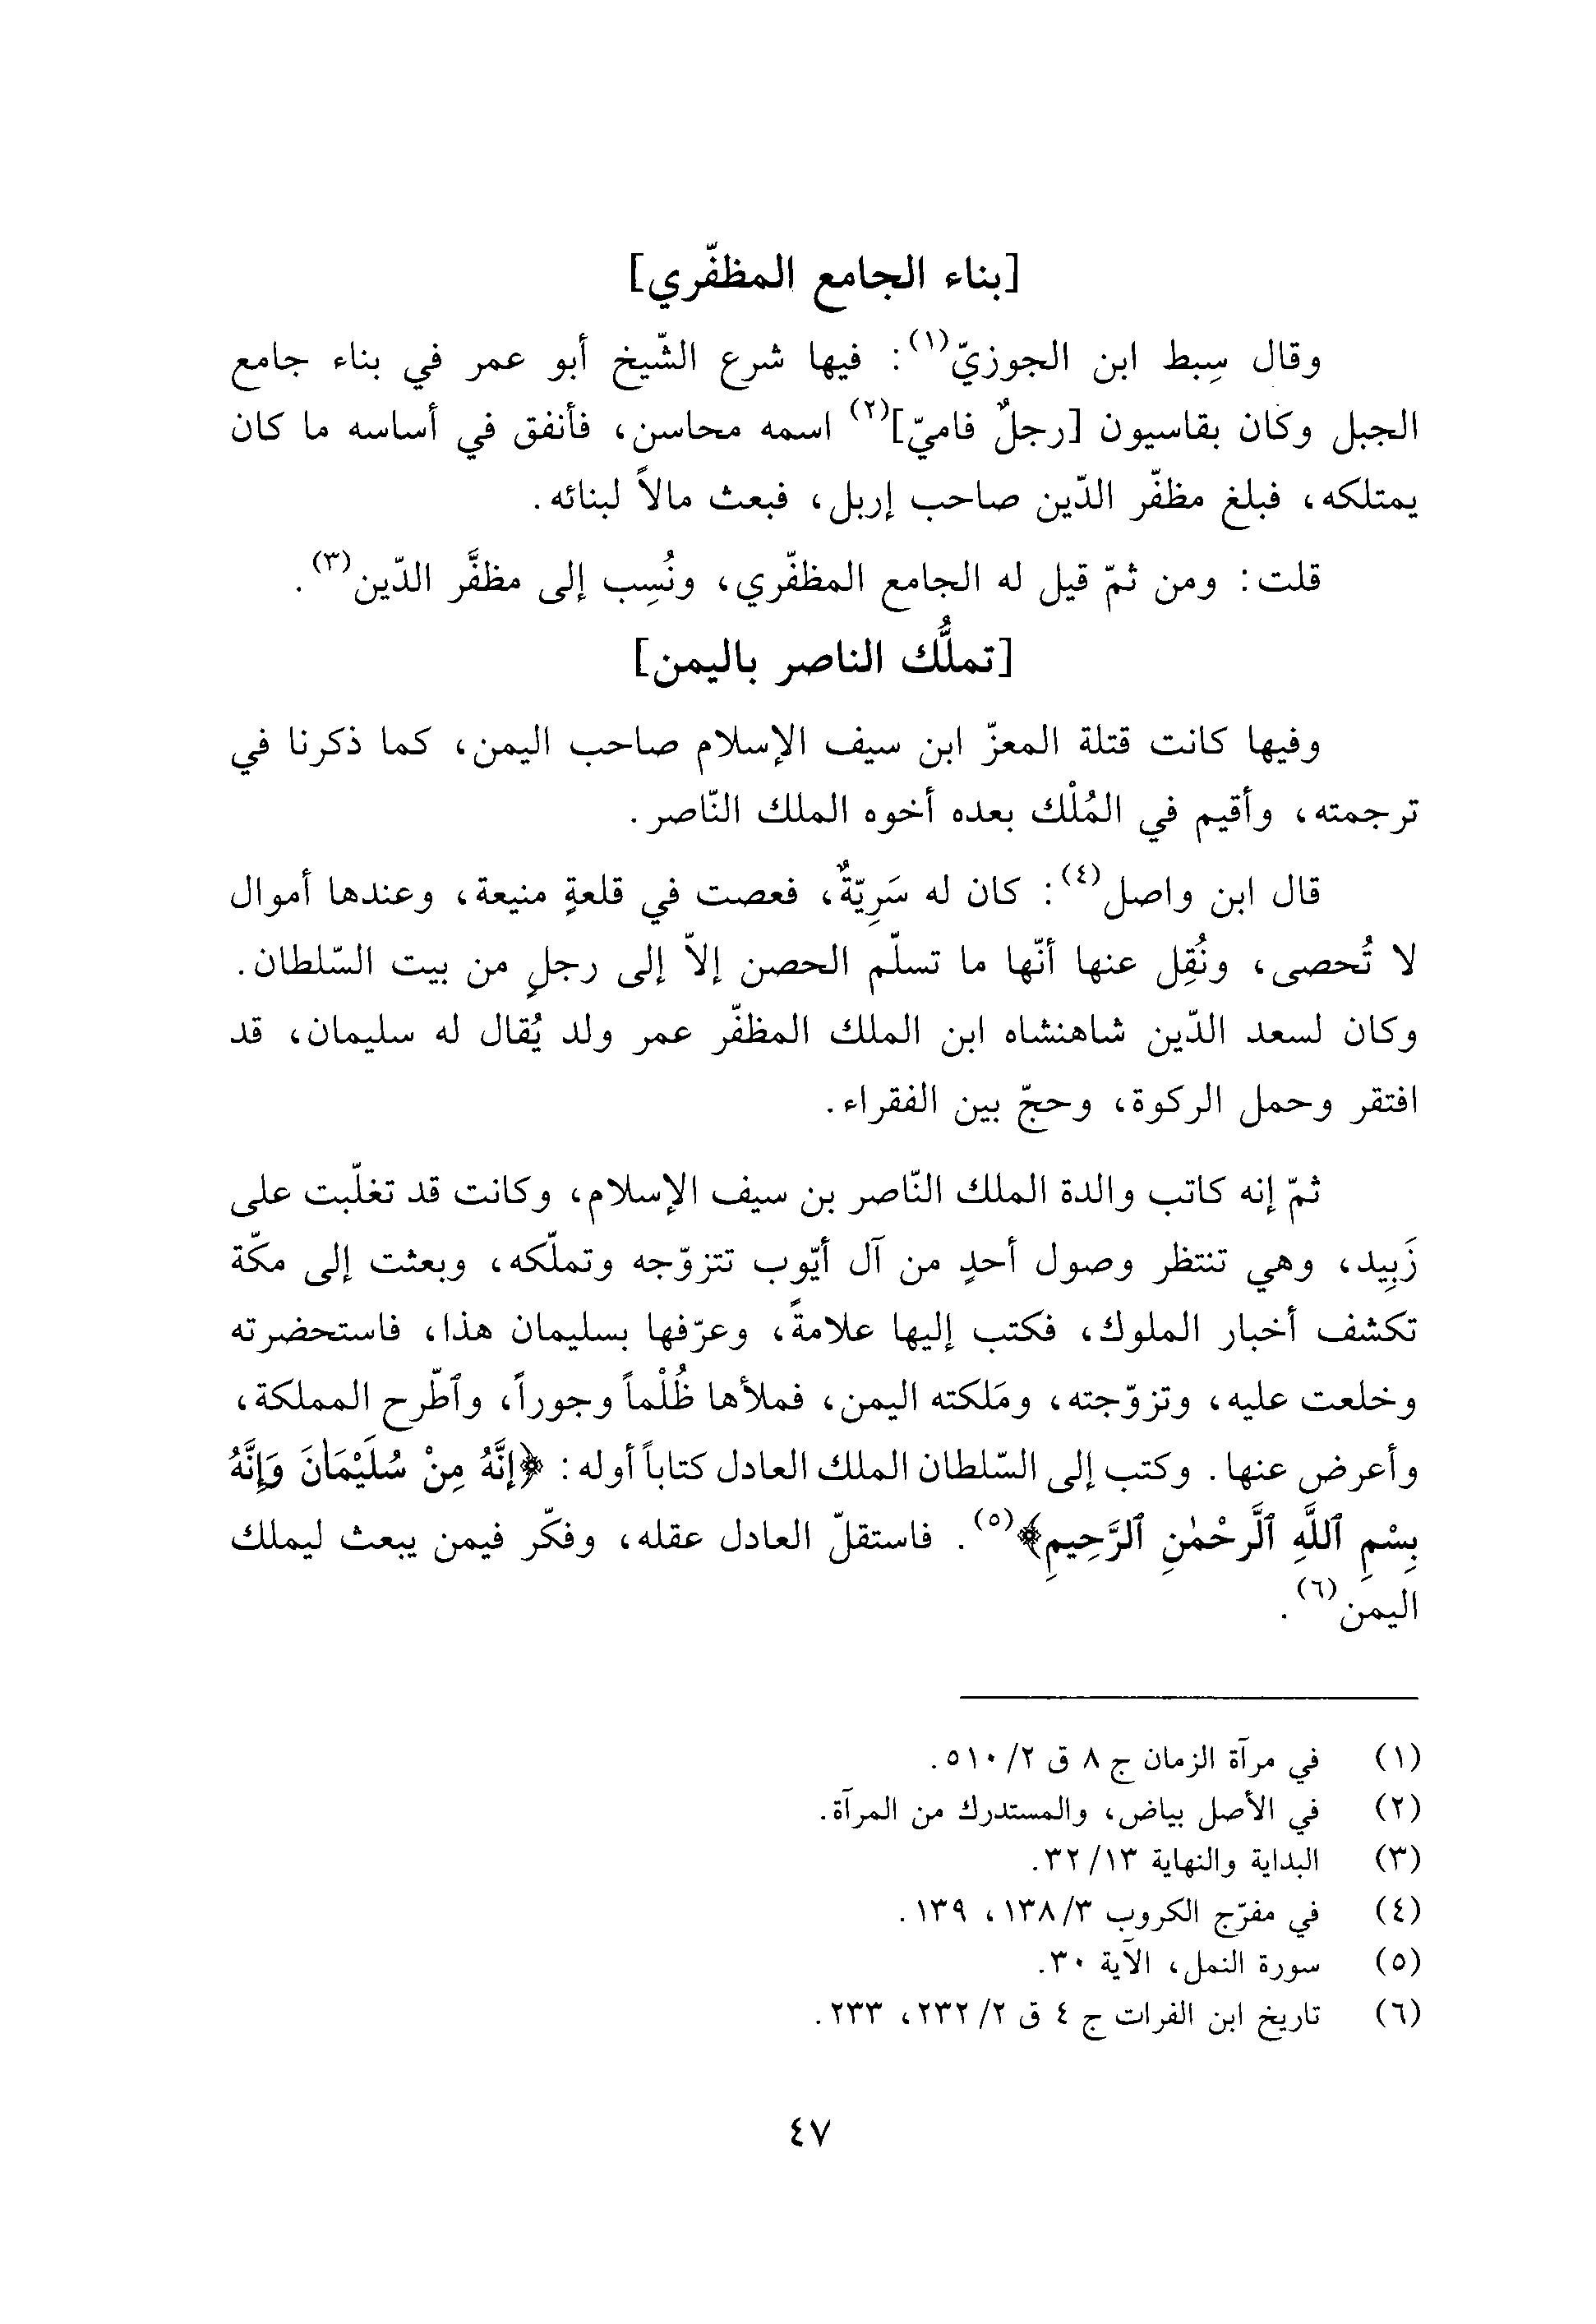 [بناء الجامع المظفّري]
وقال سِبط ابن الجوزيّ(١): فيها شرع الشّيخ أبو عمر في بناء جامع
الجبل وكان بقاسيون [رجلٌ فاميّ](٢) اسمه محاسن، فأنفق في أساسه ما كان
يمتلكه، فبلغ مظفّر الدّين صاحب إربل، فبعث مالاً لبنائه.
قلت: ومن ثمّ قيل له الجامع المظفّري، ونُسِب إلى مظفَّر الدّين(٣).
[تملُّك الناصر باليمن]
وفيها كانت قتلة المعزّ ابن سيف الإسلام صاحب اليمن، كما ذكرنا في
ترجمته، وأقيم في المُلْك بعده أخوه الملك النّاصر.
قال ابن واصل(٤): كان له سَرِيّةٌ، فعصت في قلعةٍ منيعة، وعندها أموال
لا تُحصى، ونُقِل عنها أنّها ما تسلّم الحصن إلاّ إلى رجلٍ من بيت السّلطان.
وكان لسعد الدّين شاهنشاه ابن الملك المظفّر عمر ولد يُقال له سليمان، قد
افتقر وحمل الركوة، وحجّ بين الفقراء.
ثمّ إنه كاتب والدة الملك النّاصر بن سيف الإسلام، وكانت قد تغلّبت على
زَبِيد، وهي تنتظر وصول أحدٍ من آل أيّوب تتزوّجه وتملّكه، وبعثت إلى مكّة
تكشف أخبار الملوك، فكتب إليها علامةً، وعرّفها بسليمان هذا، فاستحضرته
وخلعت عليه، وتزوّجته، ومَلكته اليمن، فملأها ظُلْماً وجوراً، وٱطّرح المملكة،
وأعرض عنها. وكتب إلى السّلطان الملك العادل كتاباً أوله: ﴿إنَّهُ مِنْ سُلَيْمَانَ وَإنَّهُ
بِسْمِ ٱللَّهِ ٱلَّرحْمٰنِ ٱلرَّحِيمِ﴾(٥). فاستقلّ العادل عقله، وفكّر فيمن يبعث ليملك
اليمن(٦).
(١) في مرآة الزمان ج ٨ ق ٢/ ٥١٠.
(٢) في الأصل بياض، والمستدرك من المرآة.
(٣) البداية والنهاية ١٣/ ٣٢.
(٤) في مفرّج الكروب ٣/ ١٣٨، ١٣٩.
(٥) سورة النمل، الآية ٣٠.
(٦) تاريخ ابن الفرات ج ٤ ق ٢/ ٢٣٢، ٢٣٣.
٤٧